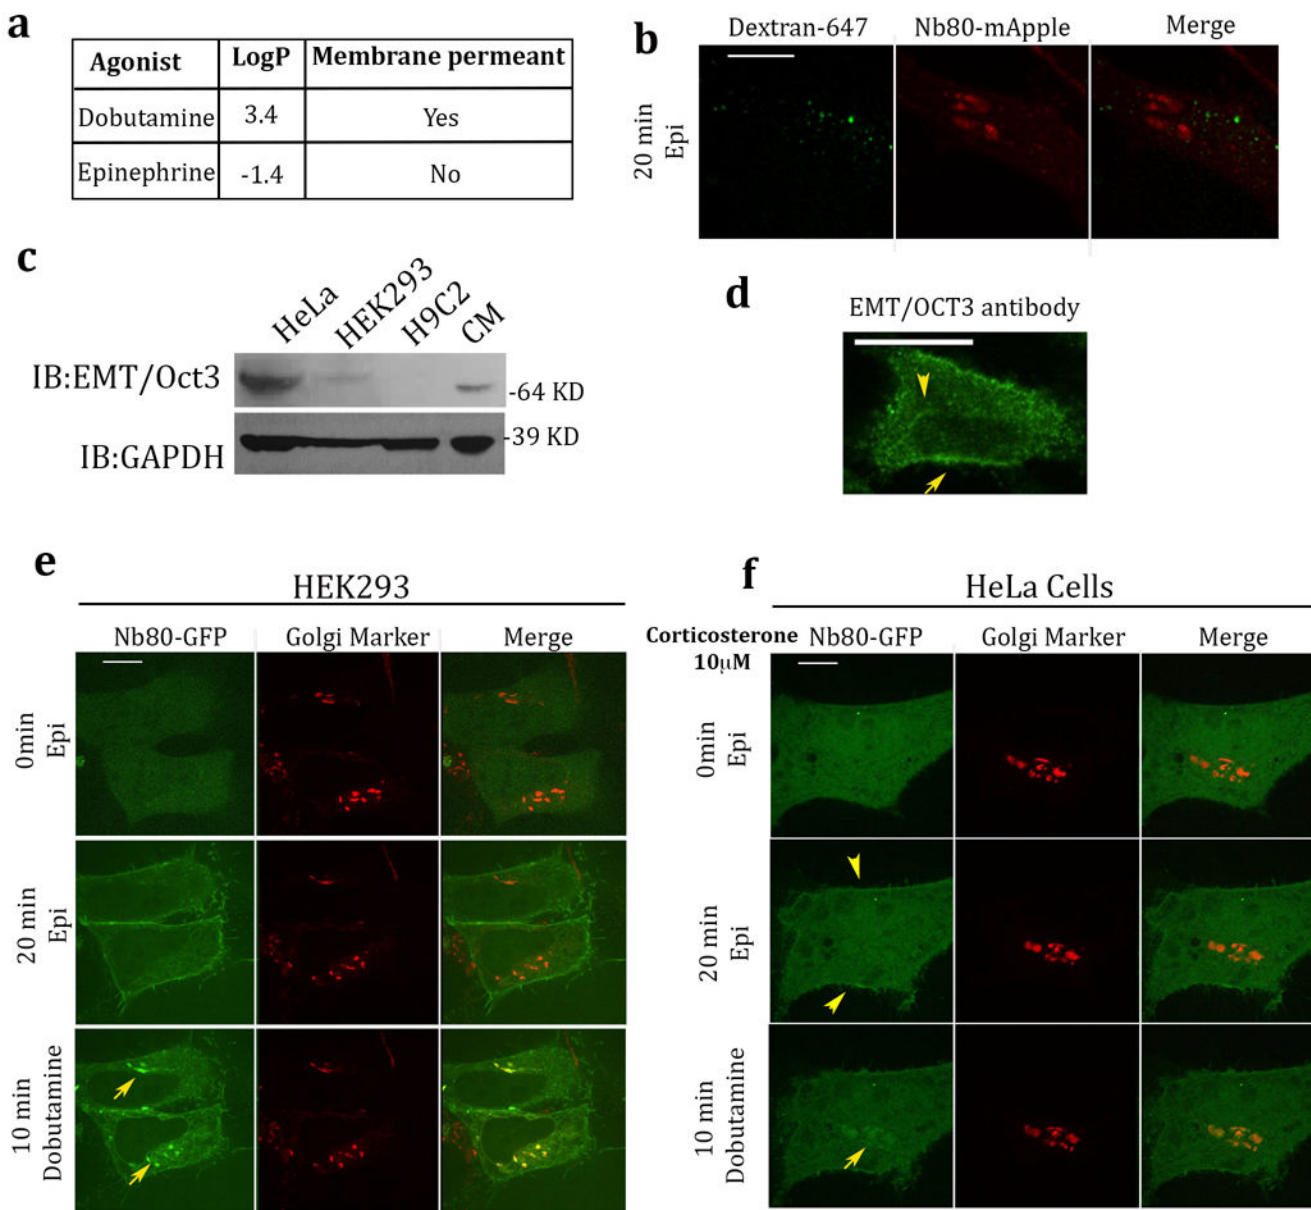 a
Agonist LogP Membrane permeant
Dobutamine 3.4 Yes
Epinephrine -1.4 No
b
Dextran-647 Nb80-mApple Merge
20 min
Epi
c
HeLa HEK293 H9C2 CM
IB:EMT/Oct3
-64 KD
IB:GAPDH
-39 KD
d
EMT/OCT3 antibody
e
HEK293
Nb80-GFP Golgi Marker Merge
0min
Epi
20 min
Epi
10 min
Dobutamine
f
HeLa Cells
Corticosterone
10μM
Nb80-GFP Golgi Marker Merge
0min
Epi
20 min
Epi
10 min
Dobutamine